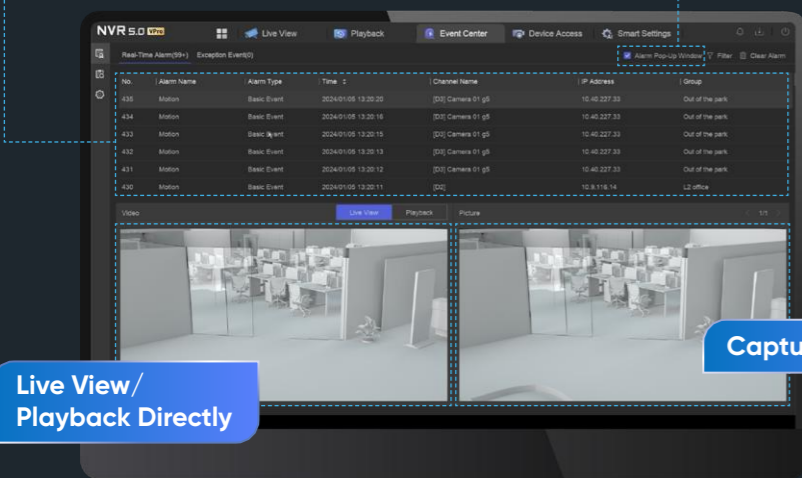 NVR 5.0 VPro
Live View
Playback
Event Center
Device Access
Smart Settings
Real-Time Alarm(99+) Exception Event(0)
Alarm Pop-Up Window
Filter
Clear Alarm
No. Alarm Name Alarm Type Time Channel Name IP Address Group
435 Motion Basic Event 2024/01/05 13:20:20 [D3] Camera 01 g5 10.40.227.33 Out of the park
434 Motion Basic Event 2024/01/05 13:20:16 [D3] Camera 01 g5 10.40.227.33 Out of the park
433 Motion Basic Event 2024/01/05 13:20:15 [D3] Camera 01 g5 10.40.227.33 Out of the park
432 Motion Basic Event 2024/01/05 13:20:13 [D3] Camera 01 g5 10.40.227.33 Out of the park
431 Motion Basic Event 2024/01/05 13:20:12 [D3] Camera 01 g5 10.40.227.33 Out of the park
430 Motion Basic Event 2024/01/05 13:20:11 [D2] 10.9.116.14 L2 office
Video Live View Playback Picture 1/1
Captu
Live View/
Playback Directly